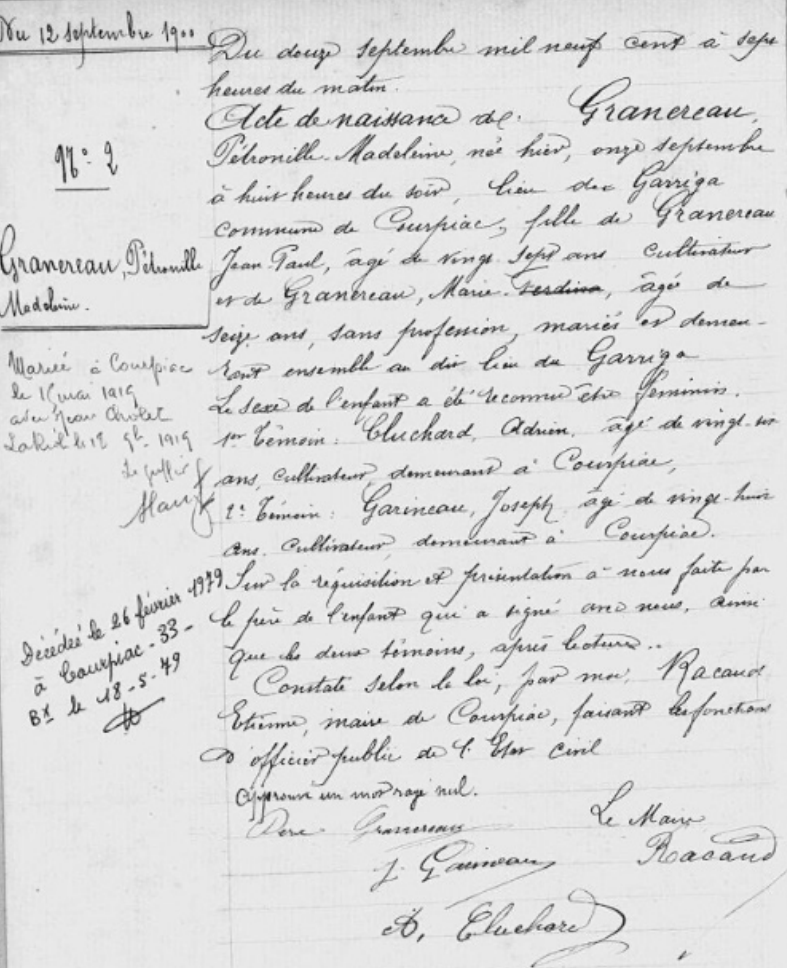 Du 12 Septembre 1900
N° 2
Granereau, Pétronille
Madeleine.
Mariée à Courpiac
le mai 1919
avec Jean Cholet
le 12 9b. 1919
Le greffier
Décédée le 26 février 1979
à Courpiac - 33 -
Bx le 18-5-79
Du douze septembre mil neuf cent à sept
heures du matin.
Acte de naissance de Granereau,
Pétronille-Madeleine, née hier, onze septembre
à huit heures du soir, lieu de Garriga
commune de Courpiac, fille de Granereau
Jean Paul, âgé de vingt-sept ans cultivateur
et de Granereau, Marie, âgée de
seize ans, sans profession, mariés et demeu-
rant ensemble au dit lieu du Garriga
Le sexe de l'enfant a été reconnu être féminin.
1er Témoin: Cluchard, Adrien, âgé de vingt-six
ans, cultivateur, demeurant à Courpiac,
2e Témoin: Garineau, Joseph, âgé de vingt-huit
ans, cultivateur, demeurant à Courpiac.
Sur la réquisition et présentation à nous faite par
le père de l'enfant qui a signé avec nous, ainsi
que les deux témoins, après lecture..
Constaté selon la loi, par moi, Racaud
Etienne, maire de Courpiac, faisant les fonctions
d'officier public de l'Etat civil
approuvé un mot rayé nul.
Granereau Le Maire
J. Garineau Racaud
A. Cluchard